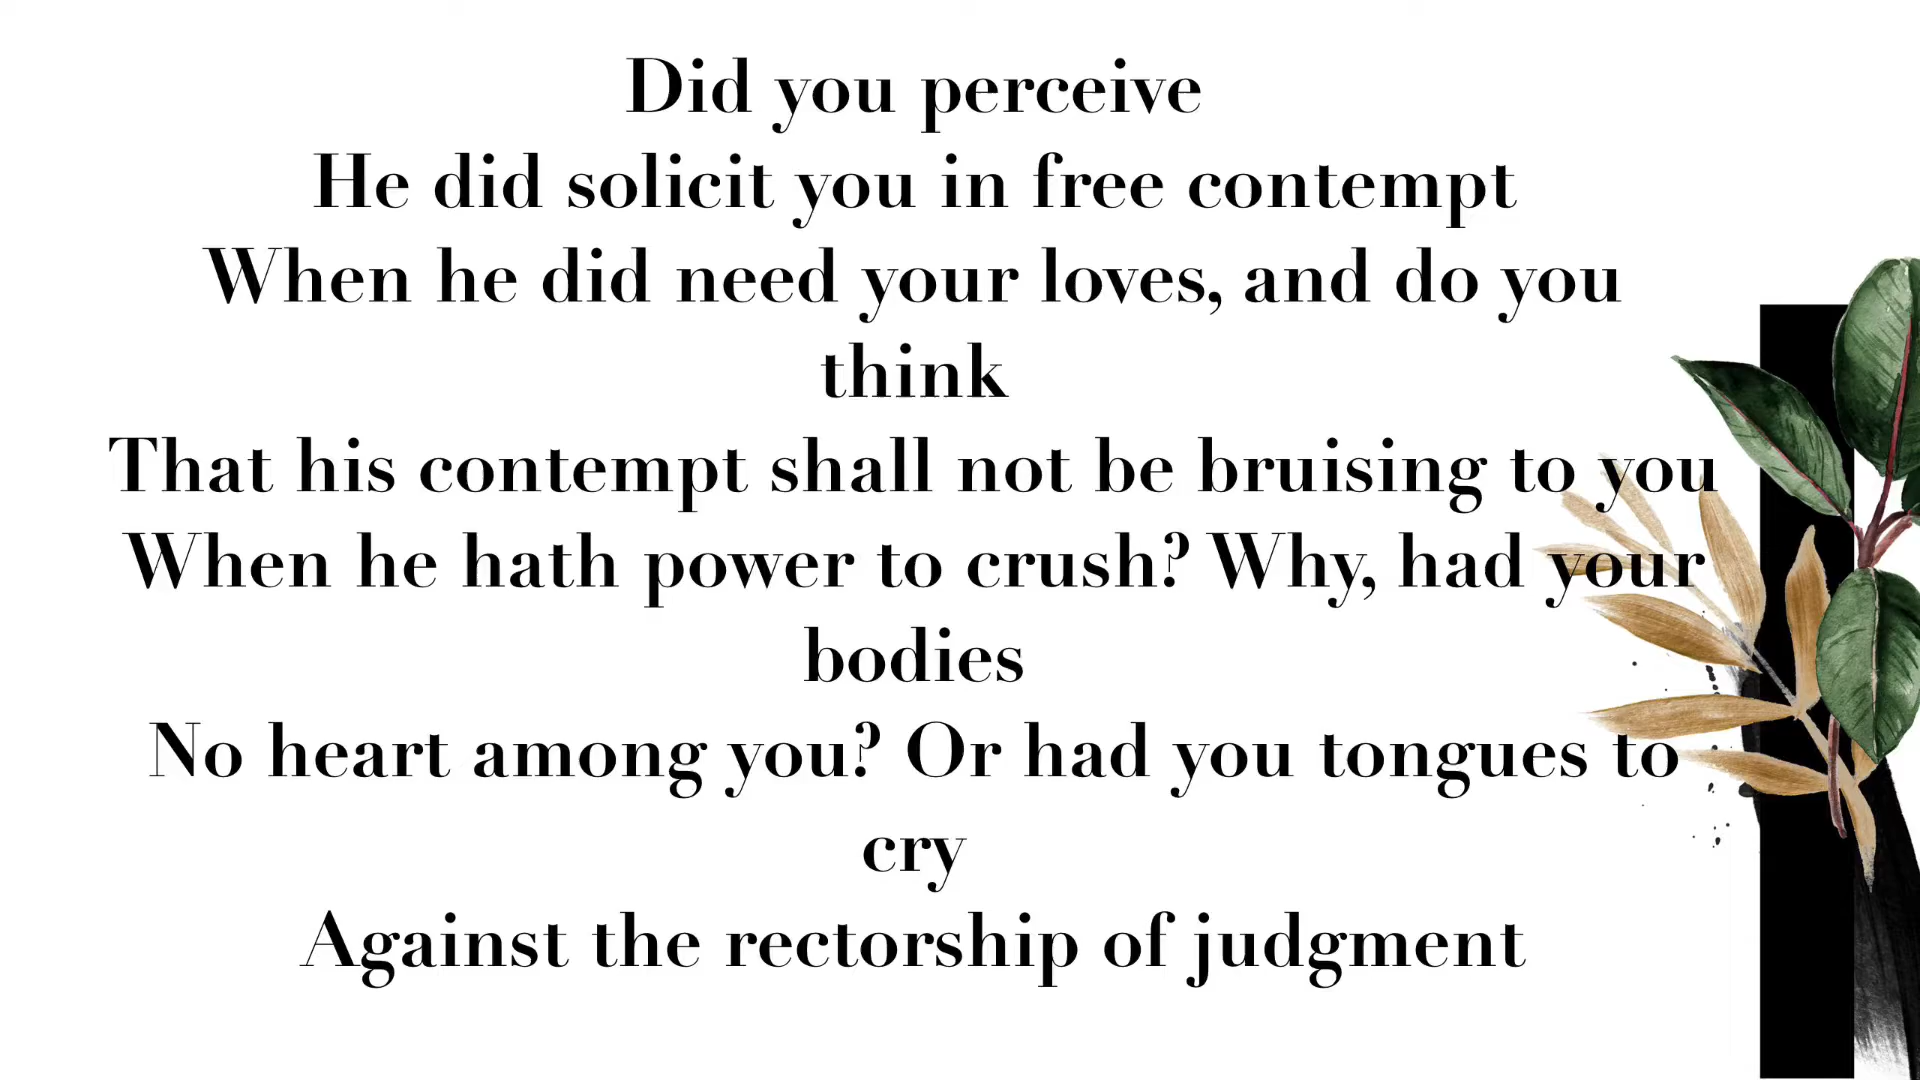 Did you perceive
He did solicit you in free contempt
When he did need your loves, and do you
think
That his contempt shall not be bruising to you
When he hath power to crush? Why, had your
bodies
No heart among you? Or had you tongues to
cry
Against the rectorship of judgment